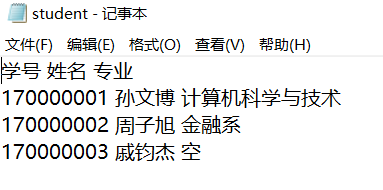 student - 记事本
文件(F) 编辑(E) 格式(O) 查看(V) 帮助(H)
学号 姓名 专业
170000001 孙文博 计算机科学与技术
170000002 周子旭 金融系
170000003 戚钧杰 空